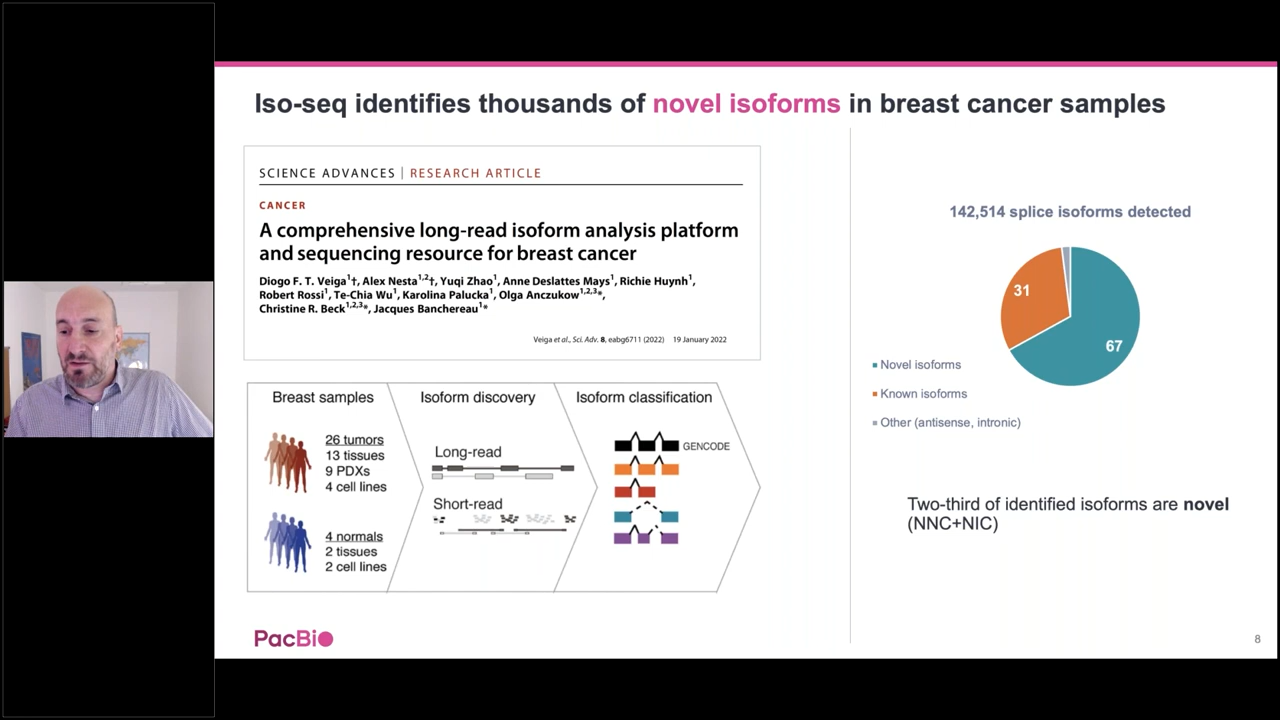 Iso-seq identifies thousands of novel isoforms in breast cancer samples
SCIENCE ADVANCES | RESEARCH ARTICLE
CANCER
A comprehensive long-read isoform analysis platform
and sequencing resource for breast cancer
Diogo F. T. Veiga1†, Alex Nesta1,2†, Yuqi Zhao1, Anne Deslattes Mays1, Richie Huynh1,
Robert Rossi1, Te-Chia Wu1, Karolina Palucka1, Olga Anczukow1,2,3*,
Christine R. Beck1,2,3*, Jacques Banchereau1*
Veiga et al., Sci. Adv. 8, eabg6711 (2022) 19 January 2022
Breast samples
26 tumors
13 tissues
9 PDXs
4 cell lines
4 normals
2 tissues
2 cell lines
Isoform discovery
Long-read
Short-read
Isoform classification
GENCODE
142,514 splice isoforms detected
31
67
Novel isoforms
Known isoforms
Other (antisense, intronic)
Two-third of identified isoforms are novel
(NNC+NIC)
PacBio
8